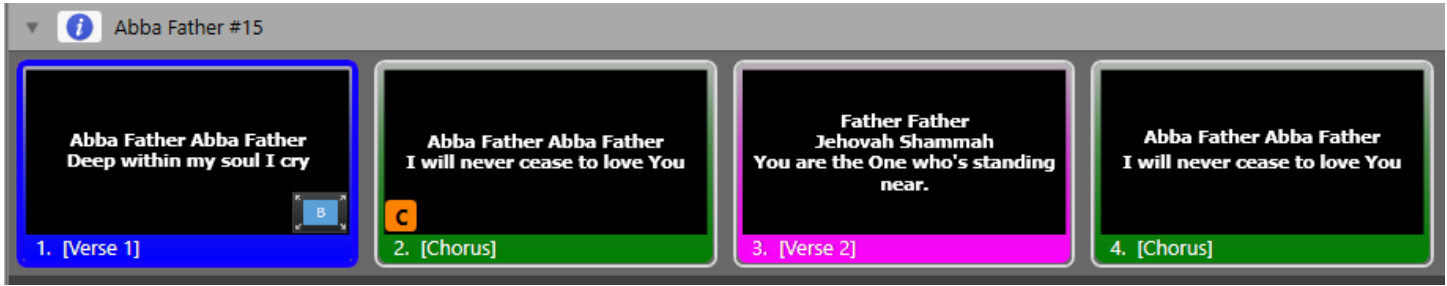 Abba Father #15
Abba Father Abba Father
Deep within my soul I cry
B
1. [Verse 1]
Abba Father Abba Father
I will never cease to love You
C
2. [Chorus]
Father Father
Jehovah Shammah
You are the One who's standing
near.
3. [Verse 2]
Abba Father Abba Father
I will never cease to love You
4. [Chorus]